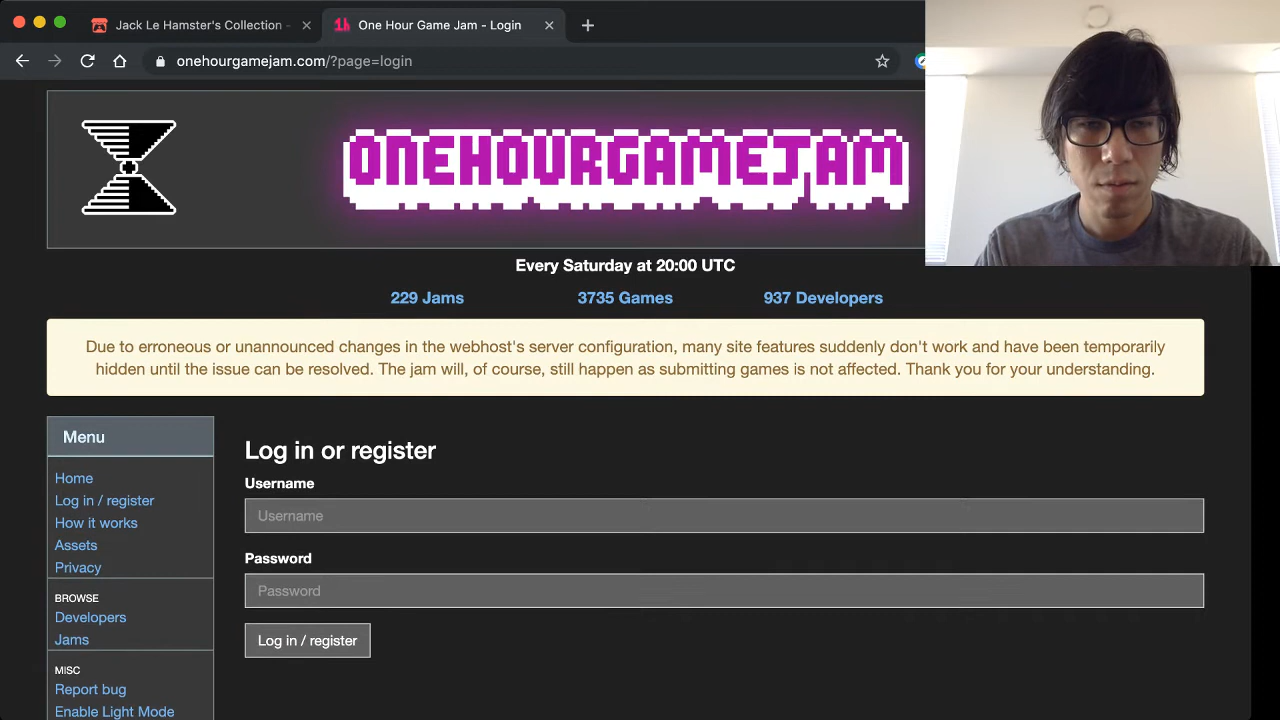 Jack Le Hamster's Collection -
One Hour Game Jam - Login
onehourgamejam.com/?page=login
ONEHOURGAMEJAM
Every Saturday at 20:00 UTC
229 Jams
3735 Games
937 Developers
Due to erroneous or unannounced changes in the webhost's server configuration, many site features suddenly don't work and have been temporarily
hidden until the issue can be resolved. The jam will, of course, still happen as submitting games is not affected. Thank you for your understanding.
Menu
Home
Log in / register
How it works
Assets
Privacy
BROWSE
Developers
Jams
MISC
Report bug
Enable Light Mode
Log in or register
Username
Username
Password
Password
Log in / register